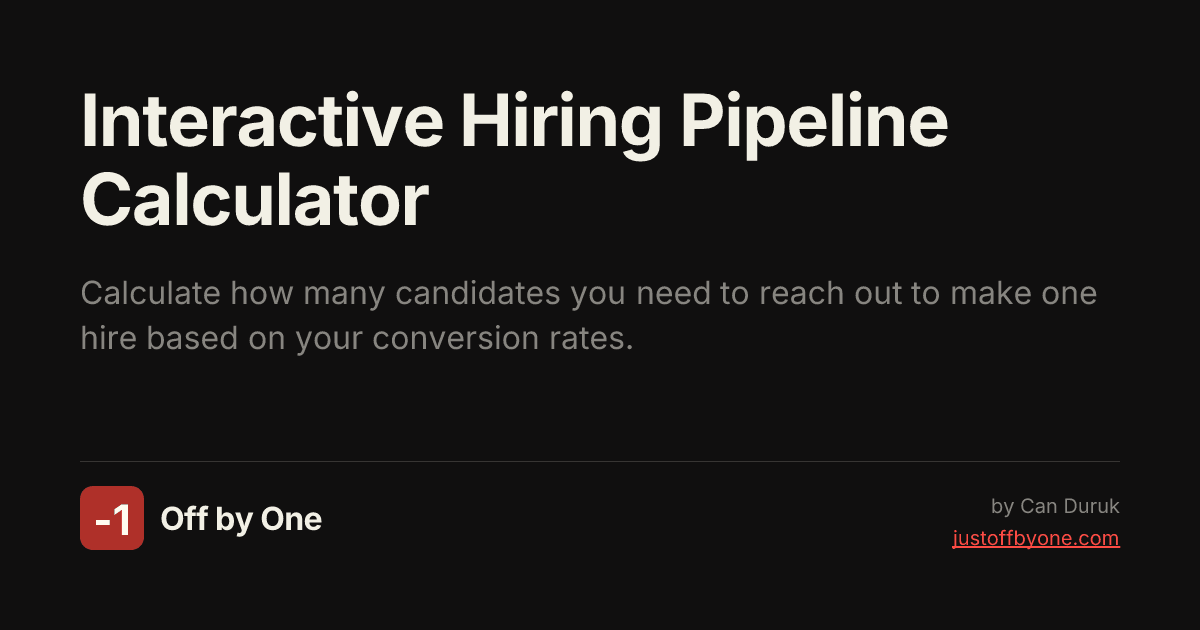 Interactive Hiring Pipeline
Calculator
Calculate how many candidates you need to reach out to make one
hire based on your conversion rates.
-1
Off by One
by Can Duruk
justoffbyone.com